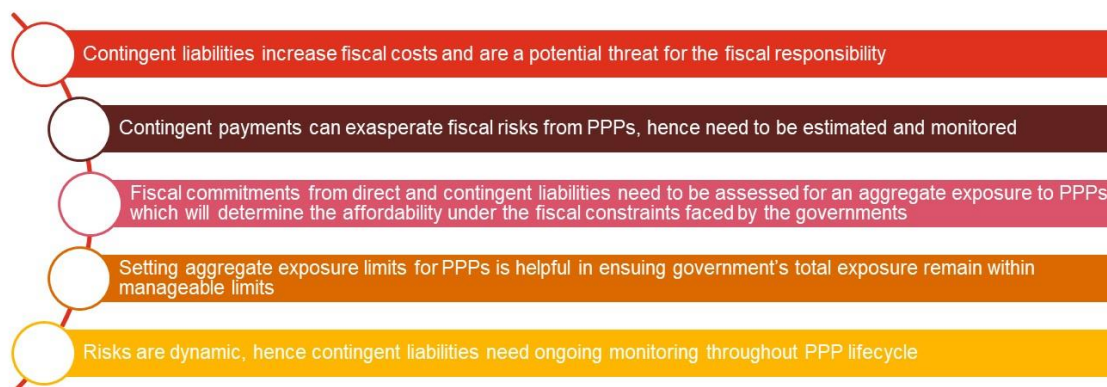 Contingent liabilities increase fiscal costs and are a potential threat for the fiscal responsibility
Contingent payments can exasperate fiscal risks from PPPs, hence need to be estimated and monitored
Fiscal commitments from direct and contingent liabilities need to be assessed for an aggregate exposure to PPPs
which will determine the affordability under the fiscal constraints faced by the governments
Setting aggregate exposure limits for PPPs is helpful in ensuing government's total exposure remain within
manageable limits
Risks are dynamic, hence contingent liabilities need ongoing monitoring throughout PPP lifecycle